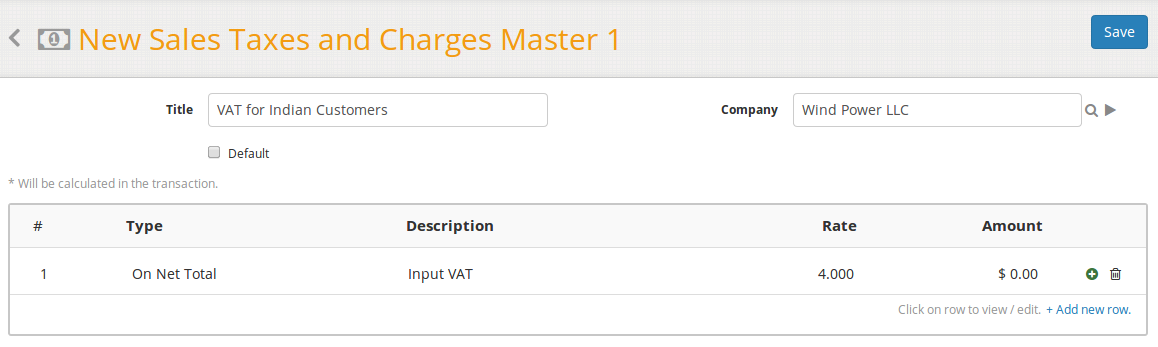 New Sales Taxes and Charges Master 1
Save
Title VAT for Indian Customers Company Wind Power LLC
Default
* Will be calculated in the transaction.
# Type Description Rate Amount
1 On Net Total Input VAT 4.000 $ 0.00
Click on row to view / edit. + Add new row.